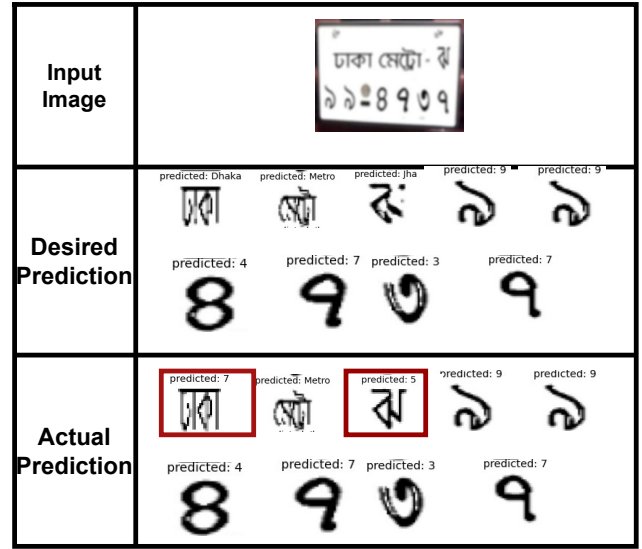 Input
Image
ঢাকা মেট্রো - ঝ
৯৯-৪৭৩৭
Desired
Prediction
predicted: Dhaka predicted: Metro predicted: Jha predicted: 9 predicted: 9
ঢাকা মেট্রো ঝ ৯ ৯
predicted: 4 predicted: 7 predicted: 3 predicted: 7
৪ ৭ ৩ ৭
Actual
Prediction
predicted: 7 predicted: Metro predicted: 5 predicted: 9 predicted: 9
ঢাকা মেট্রো ঝ ৯ ৯
predicted: 4 predicted: 7 predicted: 3 predicted: 7
৪ ৭ ৩ ৭